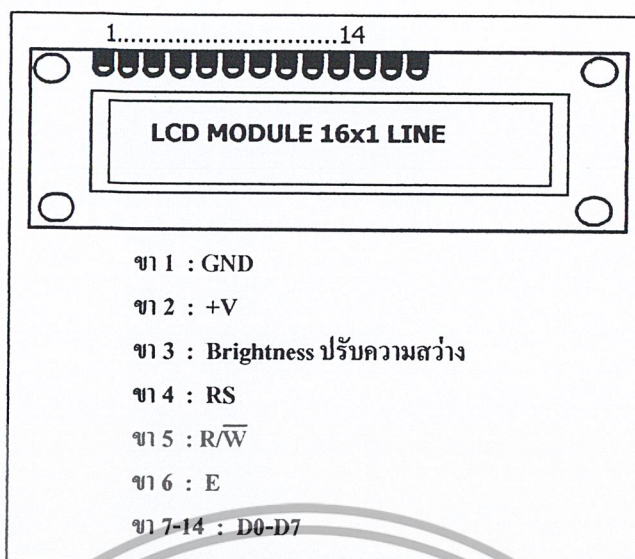 1..............................14
LCD MODULE 16x1 LINE
ขา 1 : GND
ขา 2 : +V
ขา 3 : Brightness ปรับความสว่าง
ขา 4 : RS
ขา 5 : R/W̅
ขา 6 : E
ขา 7-14 : D0-D7